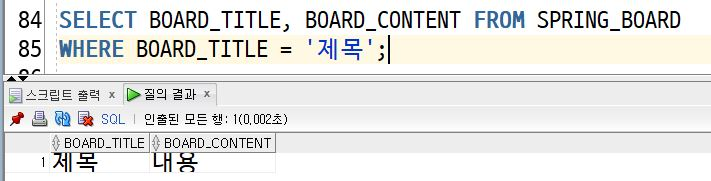 84 SELECT BOARD_TITLE, BOARD_CONTENT FROM SPRING_BOARD
85 WHERE BOARD_TITLE = '제목';
스크립트 출력 x 질의 결과 x
SQL | 인출된 모든 행: 1(0,002초)
BOARD_TITLE BOARD_CONTENT
1 제목 내용